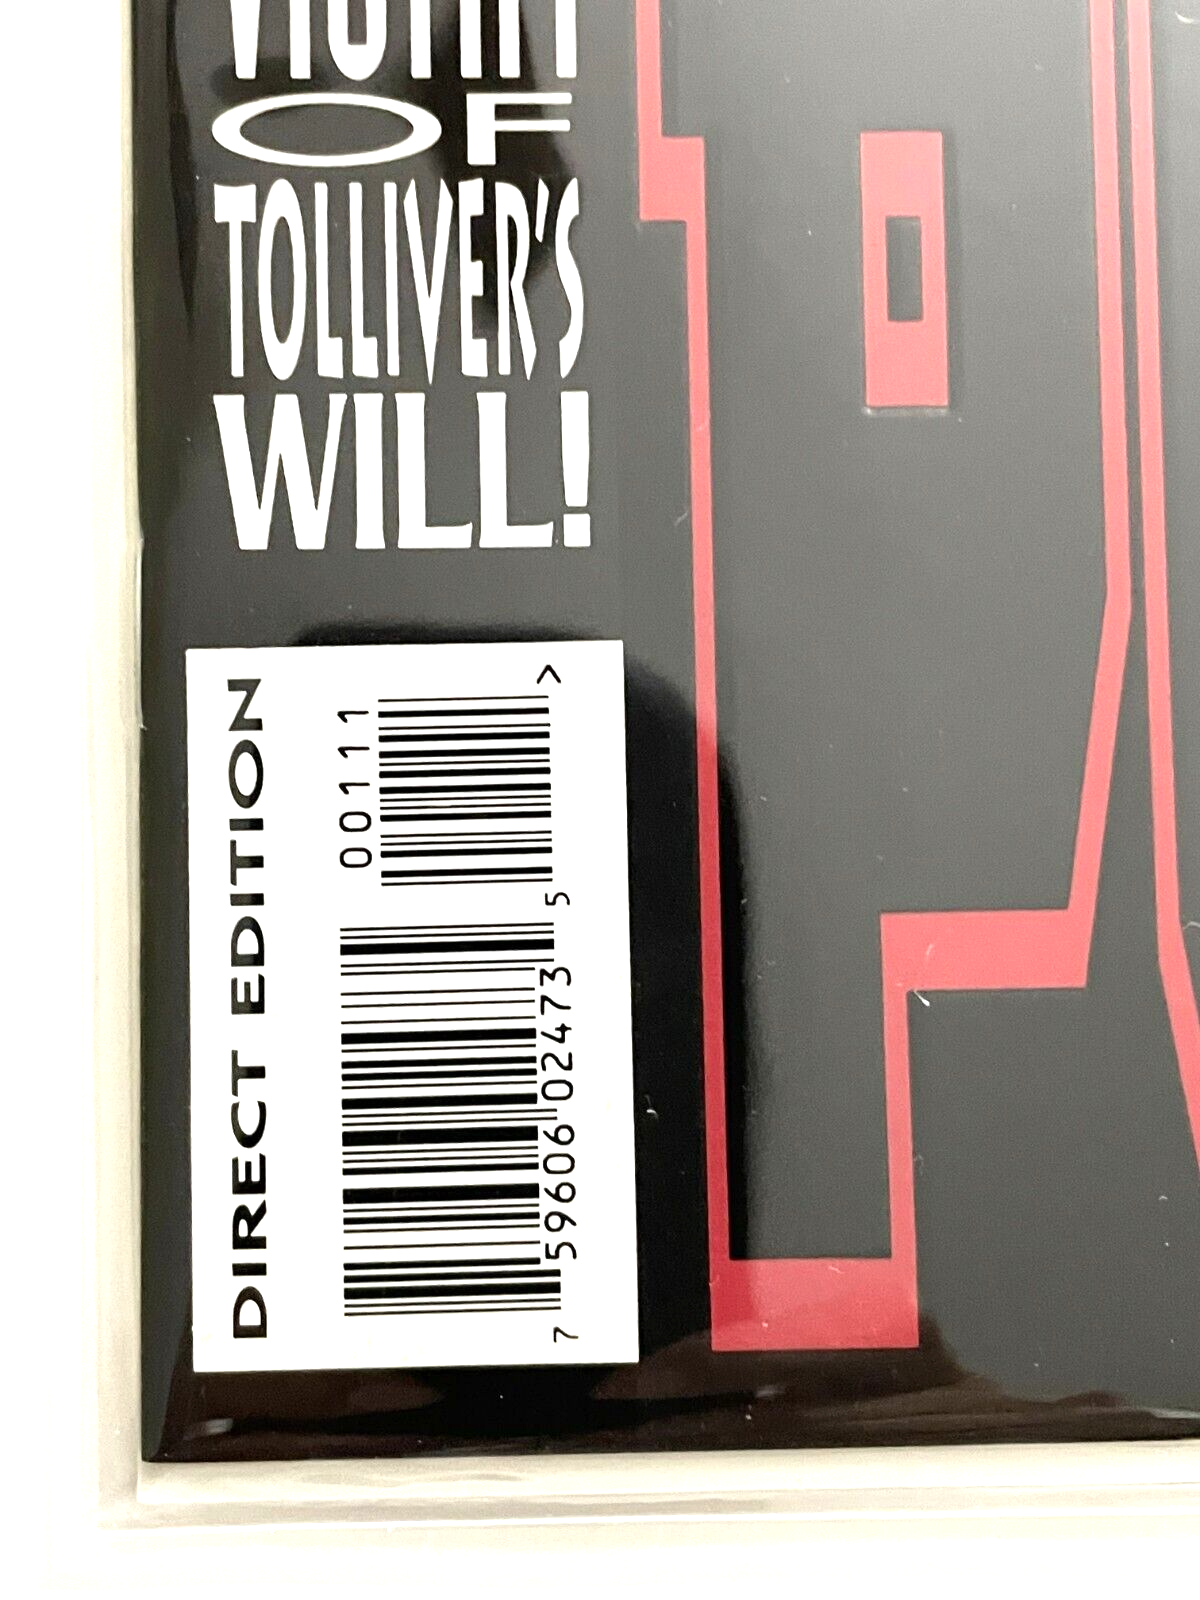 OF
TOLLIVER'S
WILL!
DIRECT EDITION
00111
>
7 59606 02473 5